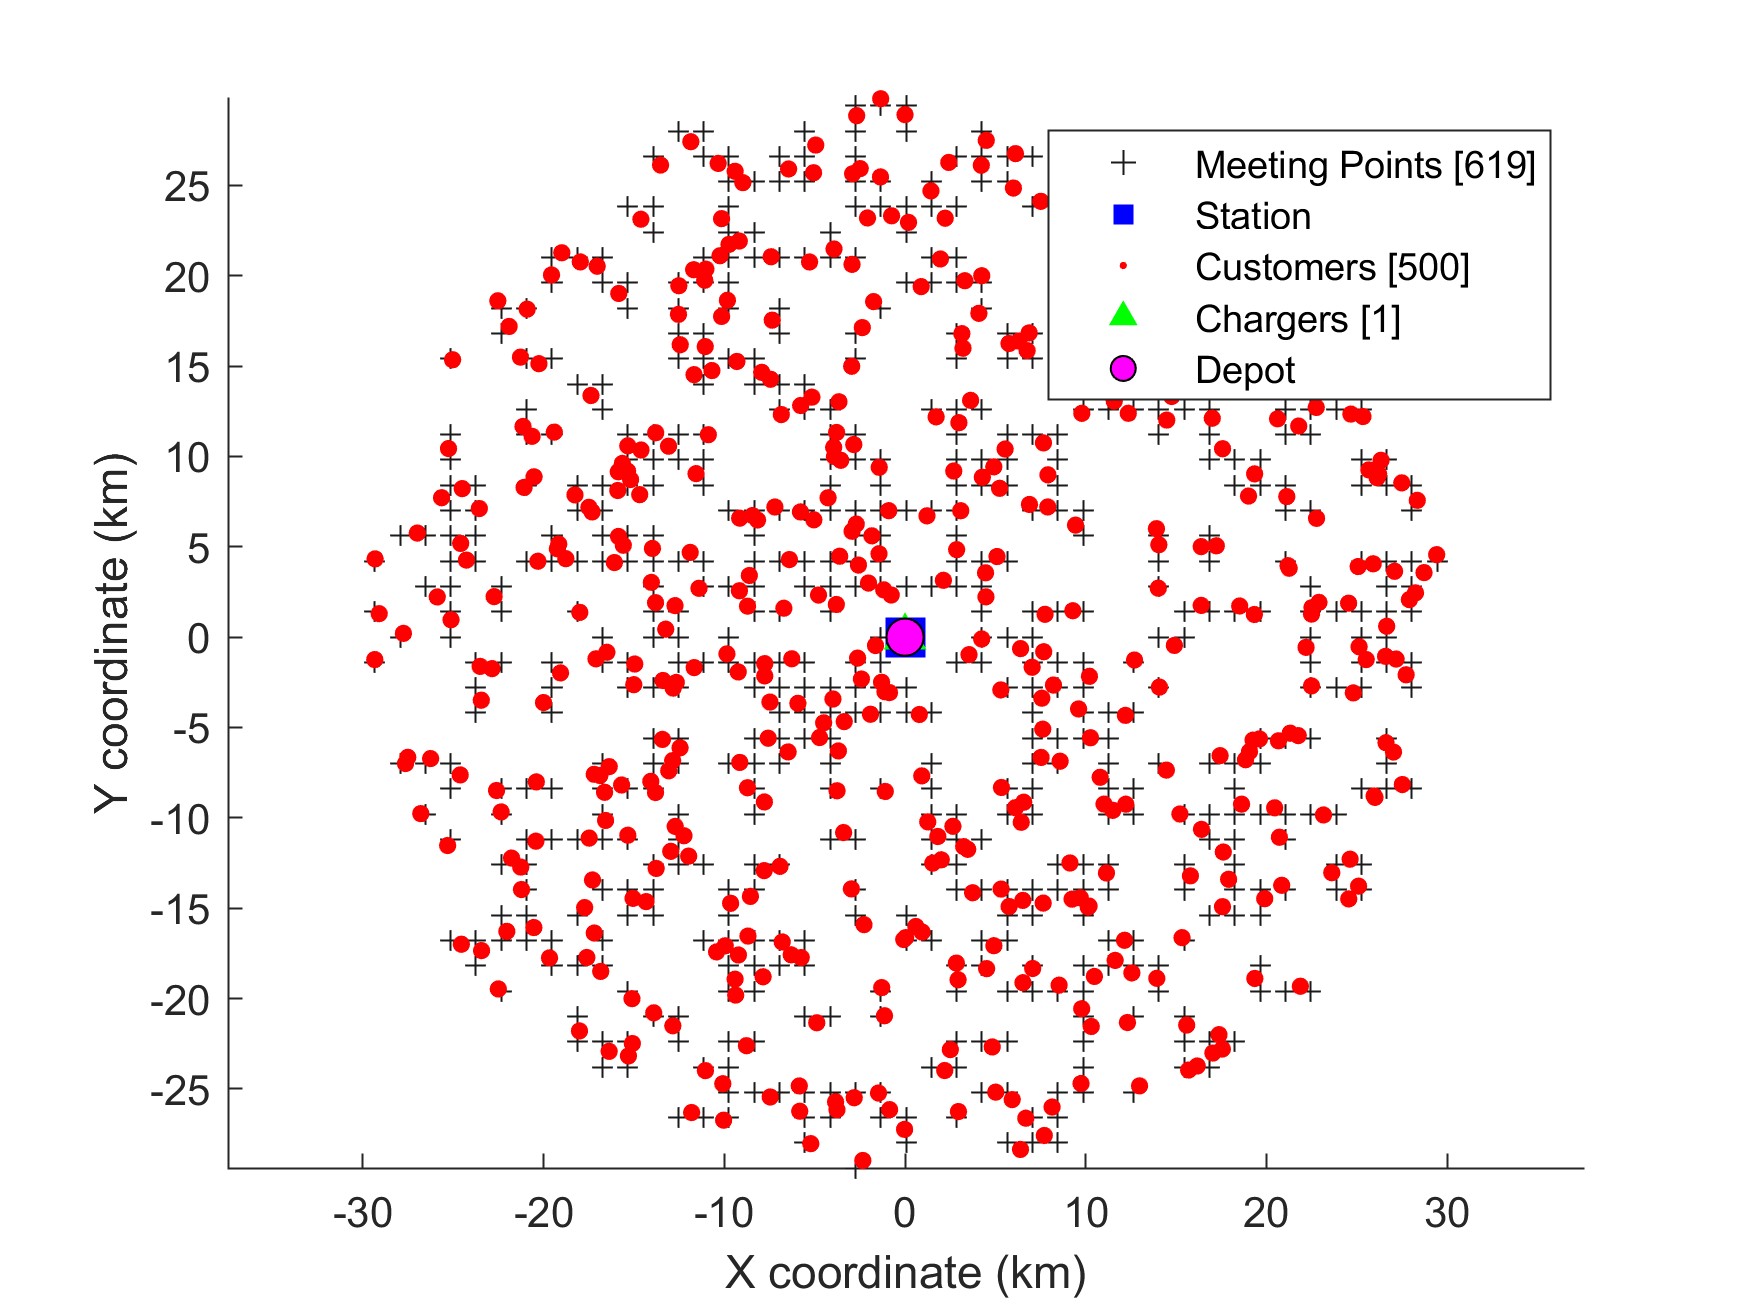 25
20
15
10
5
0
-5
-10
-15
-20
-25
Y coordinate (km)
Meeting Points [619]
Station
Customers [500]
Chargers [1]
Depot
-30 -20 -10 0 10 20 30
X coordinate (km)